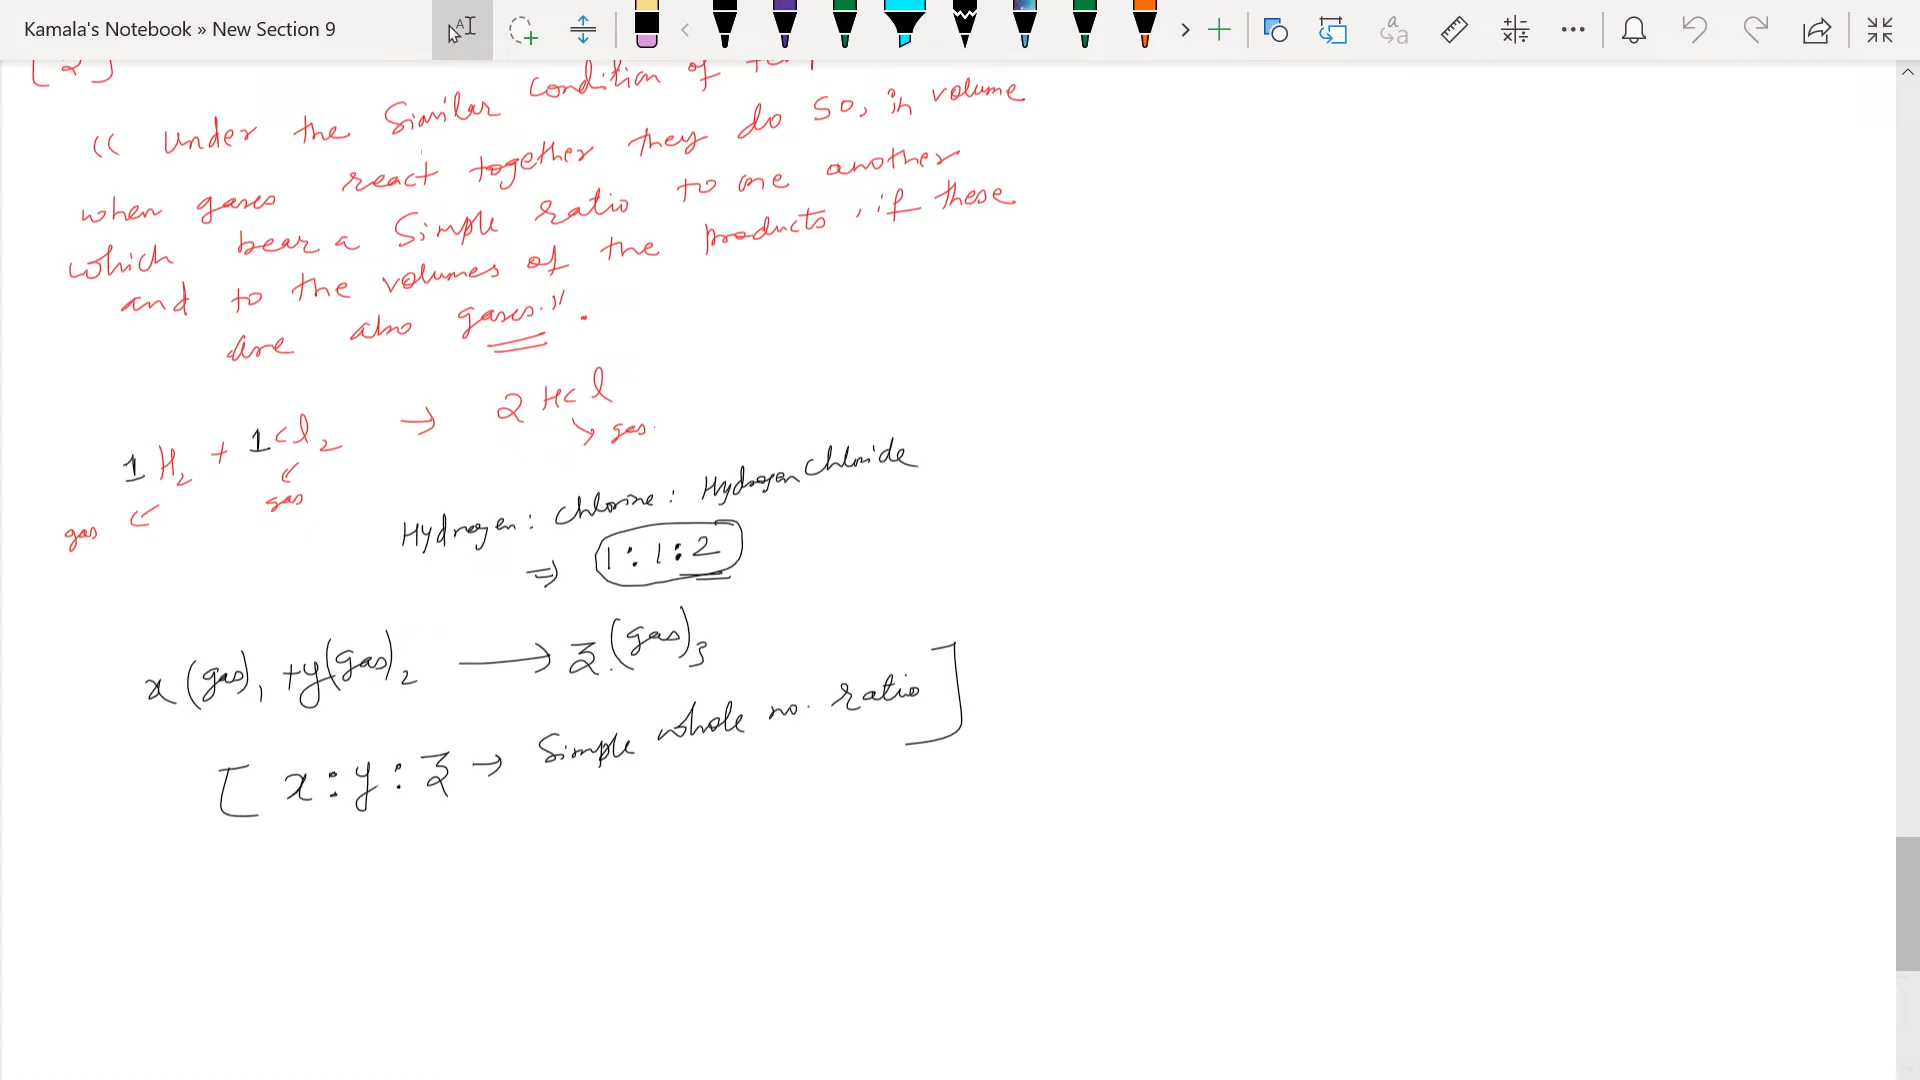 Kamala's Notebook » New Section 9
[2]
(( Under the Similar Condition of
when gases react together they do so, in volume
which bear a Simple ratio to one another
and to the volumes of the products, if these
are also gases."
1 H2 + 1 Cl2 → 2 HCl
gas gas gas.
Hydrogen : Chlorine : Hydrogen Chloride
⇒ 1 : 1 : 2
x (gas)1 + y (gas)2 → z (gas)3
[ x : y : z → Simple whole no. ratio ]